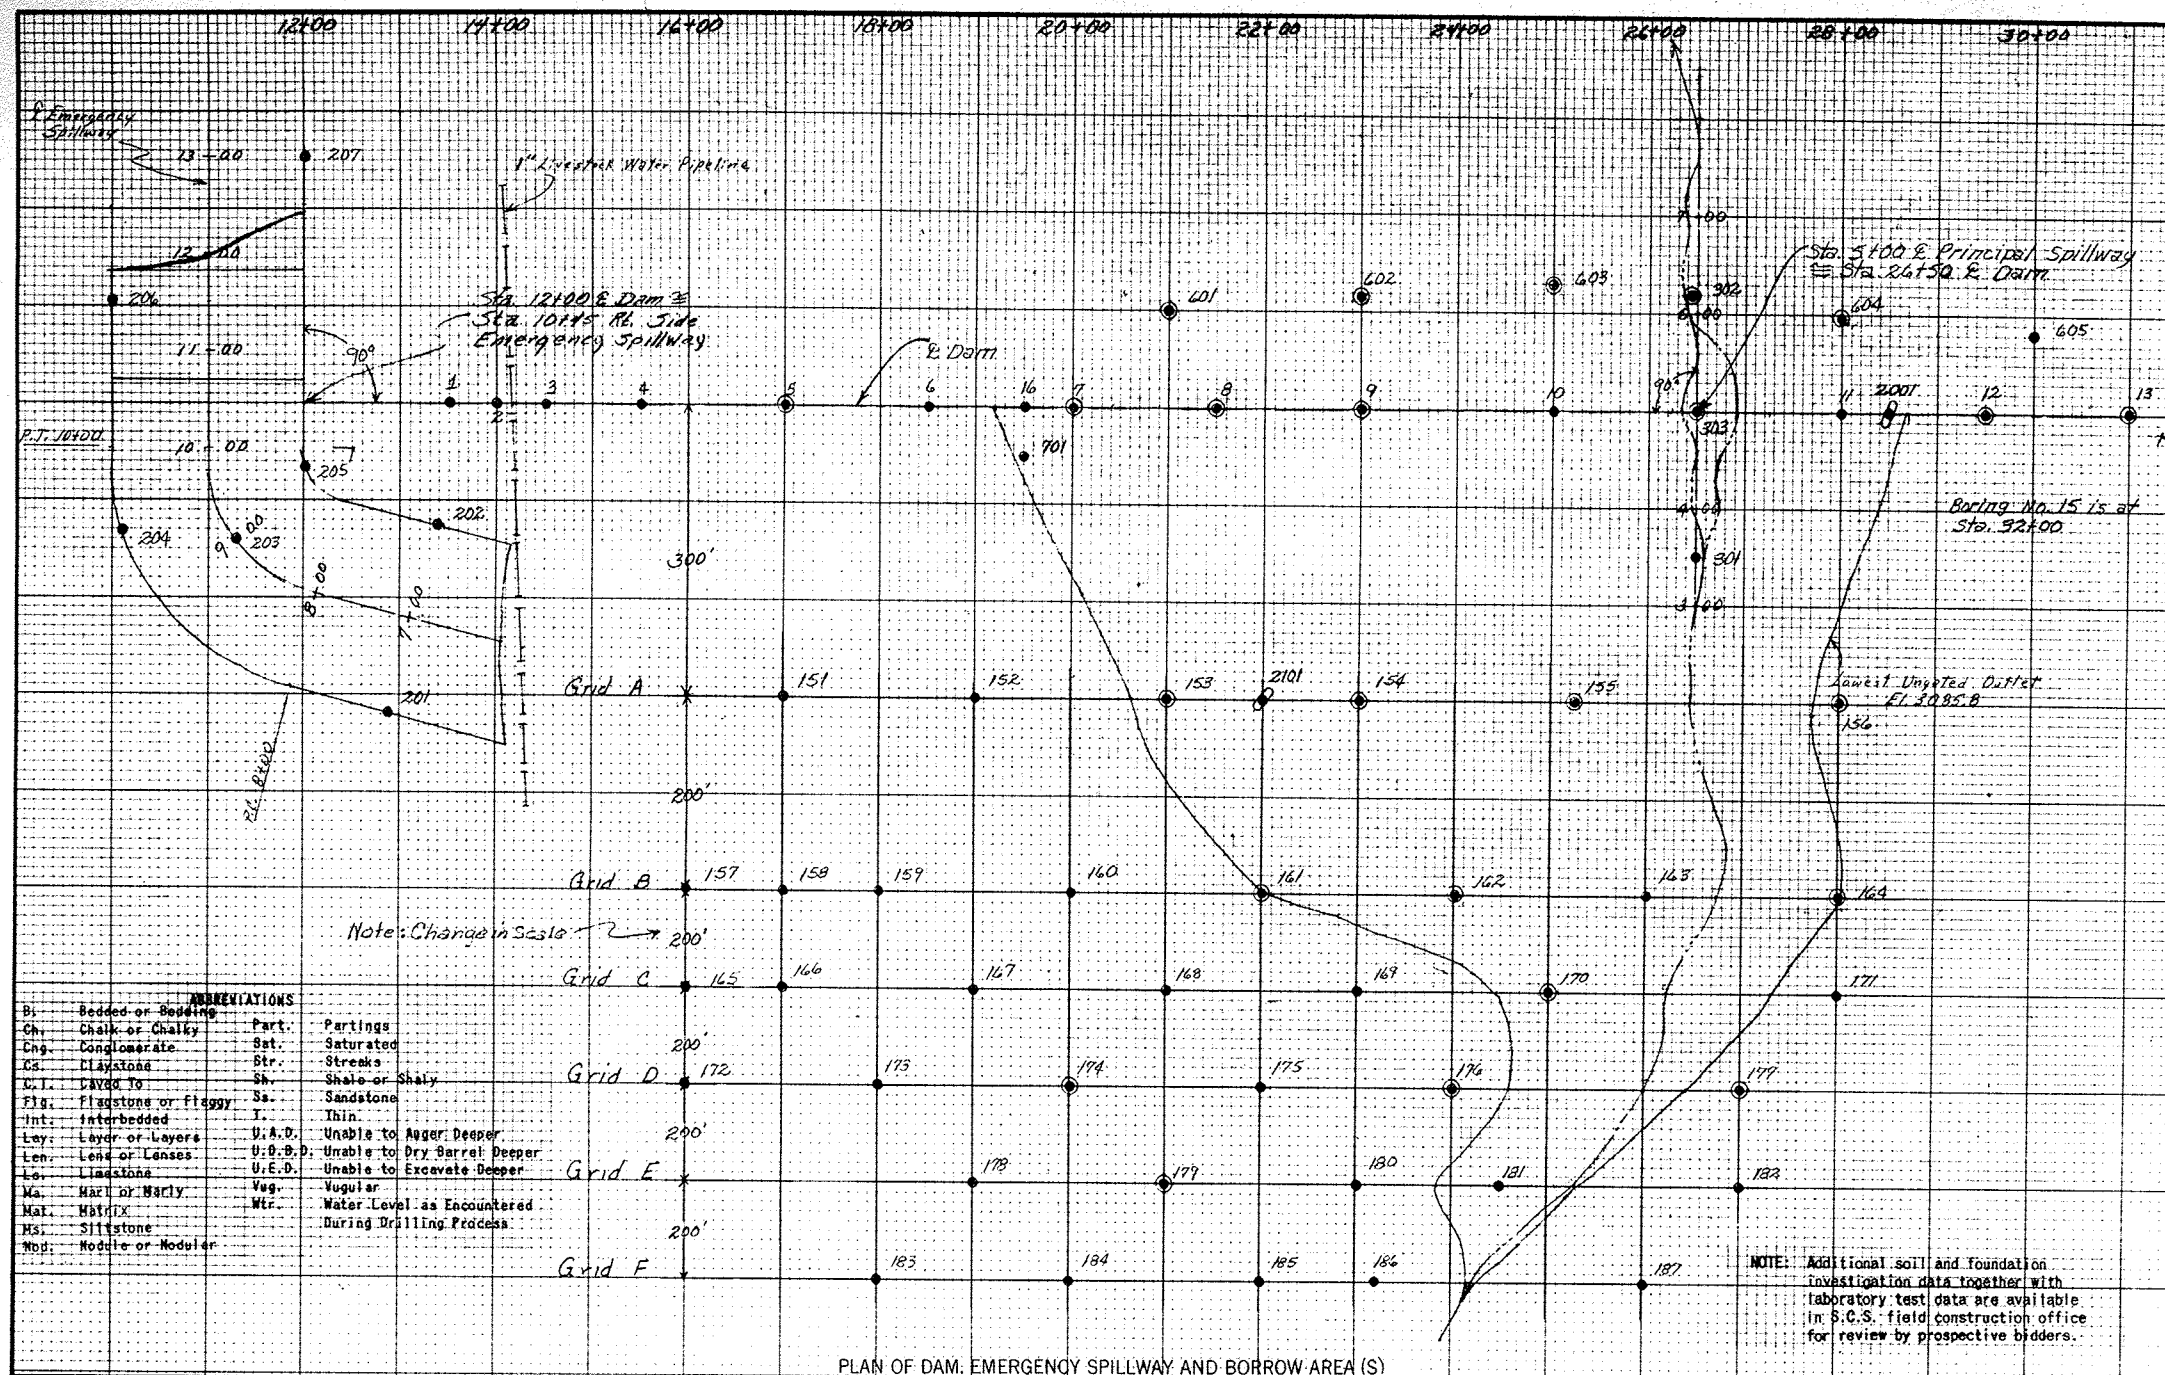 12+00 14+00 16+00 18+00 20+00 22+00 24+00 26+00 28+00 30+00
℄ Emergency
Spillway
13+00
207
1" Livestock Water Pipeline
7+00
12+00
Sta. 5+00 ℄ Principal Spillway
≡ Sta. 26+50 ℄ Dam
206
Sta. 12+00 ℄ Dam ≡
Sta. 10+45 Rt. Side
Emergency Spillway
601
602
603
302
6+00
604
605
11+00
90°
℄ Dam
90°
1 2 3 4 5 6 16 7 8 9 10 303 11 2001 12 13
P.T. 10+00
10+00
205
701
202
204
9+00
203
4+00
Boring No. 15 is at
Sta. 32+00
300'
301
8+00
7+00
3+00
Grid A 151 152 153 2101 154 155 156
Lowest Ungated Outlet
El. 3085.8
201
P.C. 8+00
200'
Grid B 157 158 159 160 161 162 163 164
Note: Change in Scale
200'
Grid C 165 166 167 168 169 170 171
200'
Grid D 172 173 174 175 176 177
200'
Grid E 178 179 180 181 182
200'
Grid F 183 184 185 186 187
ABBREVIATIONS
B. Bedded or Bedding
Ch. Chalk or Chalky
Cng. Conglomerate
Cs. Claystone
C.T. Caved To
Flg. Flagstone or Flaggy
Int. Interbedded
Lay. Layer or Layers
Len. Lens or Lenses
Ls. Limestone
Ma. Marl or Marly
Mat. Matrix
Ms. Siltstone
Nod. Nodule or Nodular
Part. Partings
Sat. Saturated
Str. Streaks
Sh. Shale or Shaly
Ss. Sandstone
T. Thin
U.A.D. Unable to Auger Deeper
U.D.B.D. Unable to Dry Barrel Deeper
U.E.D. Unable to Excavate Deeper
Vug. Vugular
Wtr. Water Level as Encountered
During Drilling Process
NOTE: Additional soil and foundation
investigation data together with
laboratory test data are available
in S.C.S. field construction office
for review by prospective bidders.
PLAN OF DAM, EMERGENCY SPILLWAY AND BORROW AREA (S)